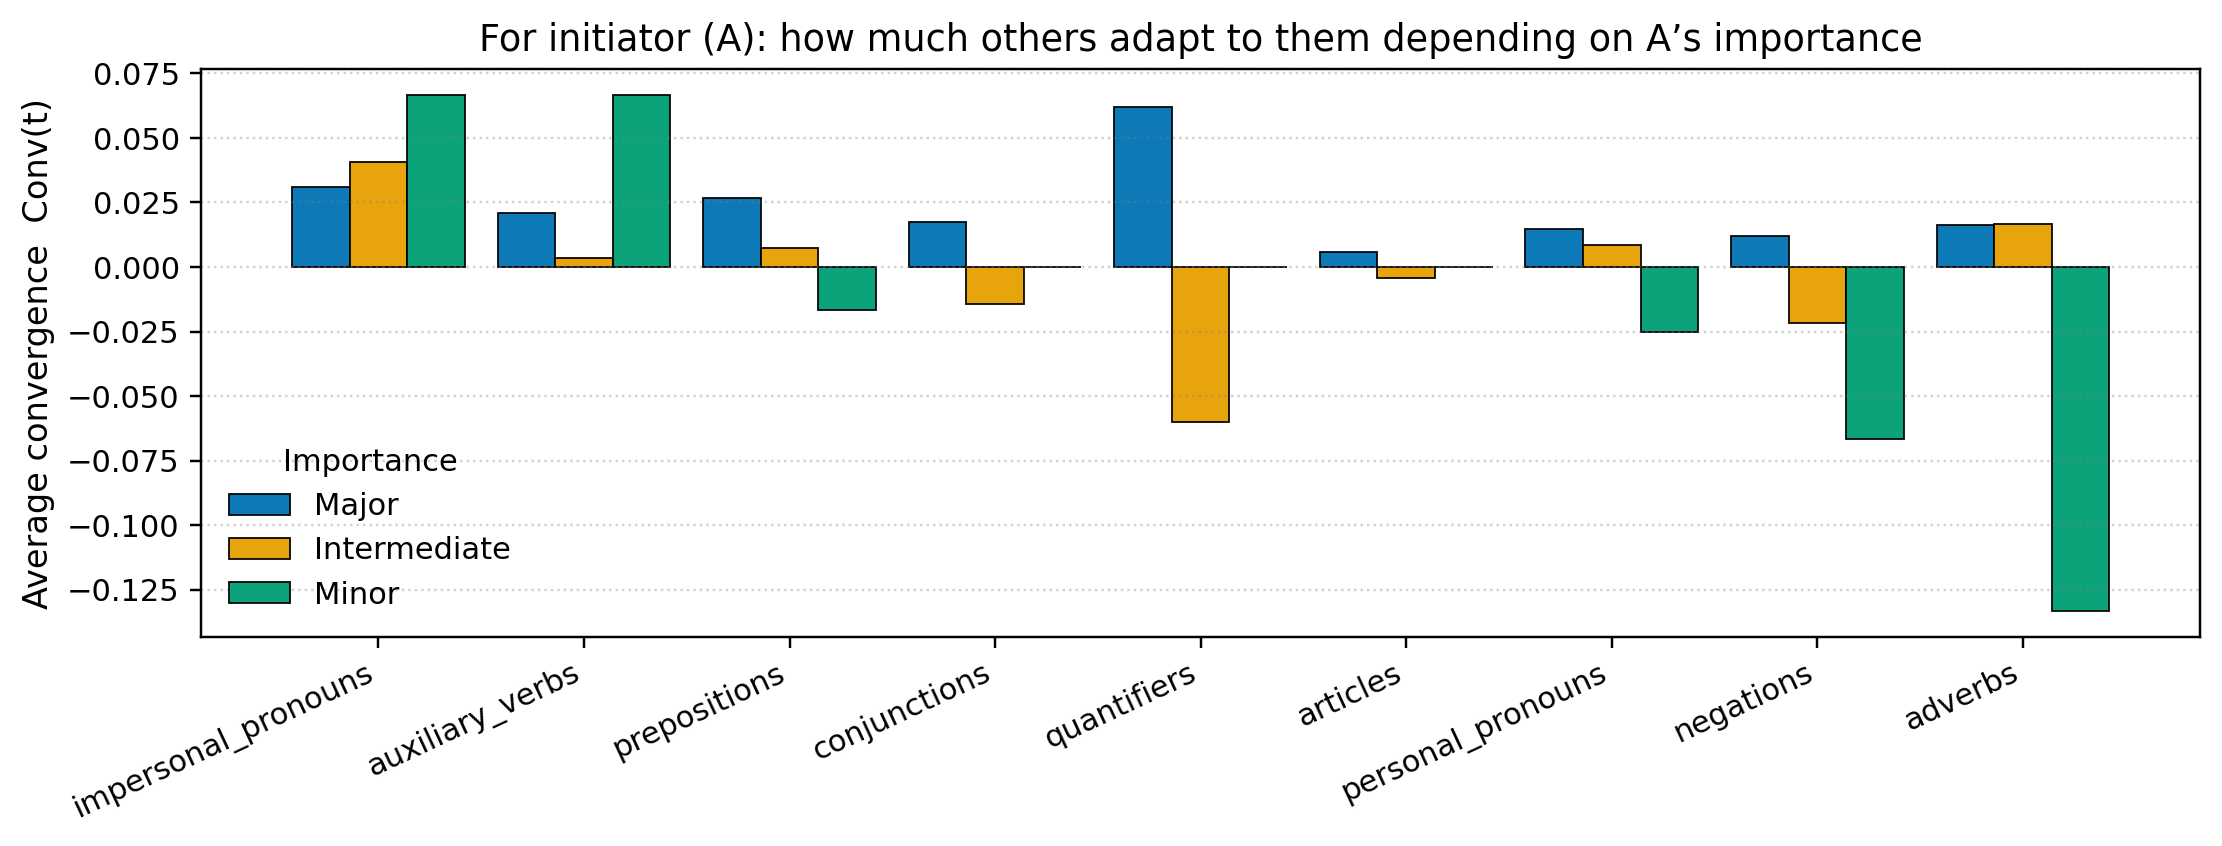 For initiator (A): how much others adapt to them depending on A’s importance
Average convergence  Conv(t)
0.075
0.050
0.025
0.000
−0.025
−0.050
−0.075
−0.100
−0.125
Importance
Major
Intermediate
Minor
impersonal_pronouns
auxiliary_verbs
prepositions
conjunctions
quantifiers
articles
personal_pronouns
negations
adverbs